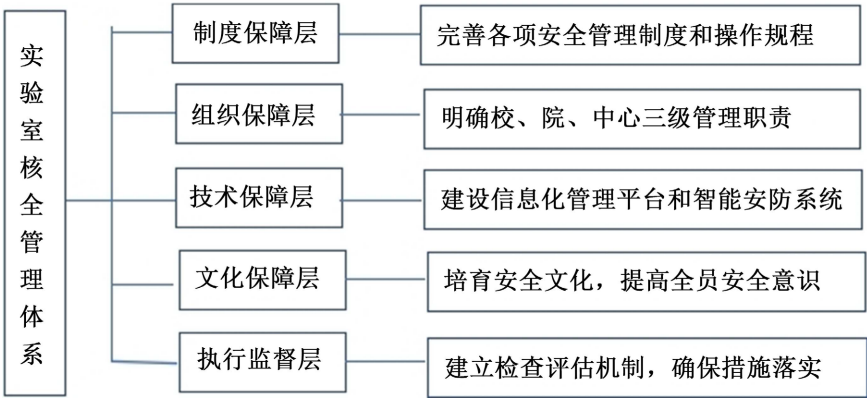 实验室核全管理体系
制度保障层
完善各项安全管理制度和操作规程
组织保障层
明确校、院、中心三级管理职责
技术保障层
建设信息化管理平台和智能安防系统
文化保障层
培育安全文化，提高全员安全意识
执行监督层
建立检查评估机制，确保措施落实